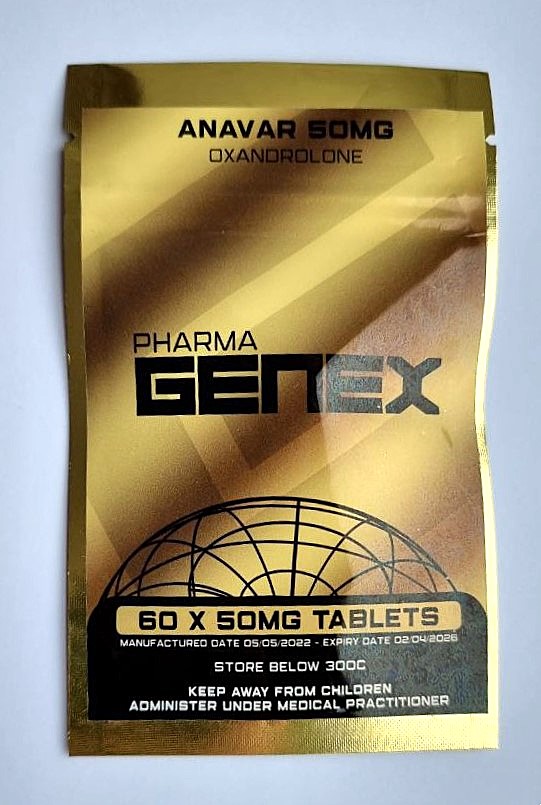 ANAVAR 50MG
OXANDROLONE
PHARMA
GENEX
60 X 50MG TABLETS
MANUFACTURED DATE 05/05/2022 - EXPIRY DATE 02/04/2026
STORE BELOW 300C
KEEP AWAY FROM CHILDREN
ADMINISTER UNDER MEDICAL PRACTITIONER